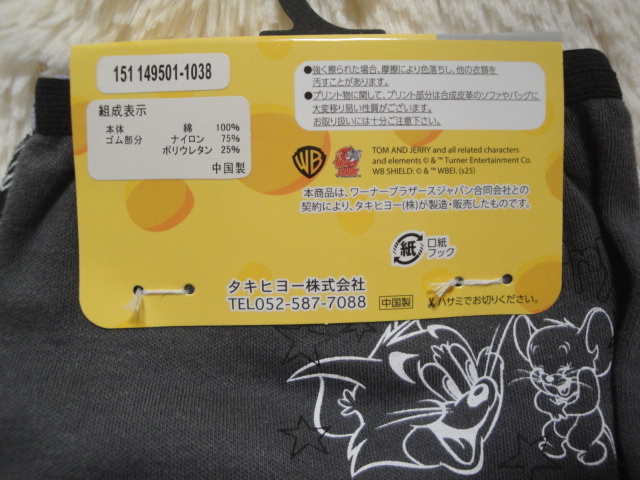 151 149501-1038
組成表示
本体 綿 100%
ゴム部分 ナイロン 75%
ポリウレタン 25%
中国製
●強く擦られた場合、摩擦により色落ちし、他の衣類を
汚すことがあります。
●プリント物に関して、プリント部分は合成皮革のソファやバッグに
大変移り易い性質がございます。
お取り扱いには十分ご注意下さい。
WB
TOM AND JERRY and all related characters
and elements © & ™ Turner Entertainment Co.
WB SHIELD: © & ™ WBEI. (s25)
本商品は、ワーナーブラザースジャパン合同会社との
契約により、タキヒヨー(株)が製造・販売したものです。
紙 口紙
フック
タキヒヨー株式会社
TEL052-587-7088
中国製 ハサミでお切りください。